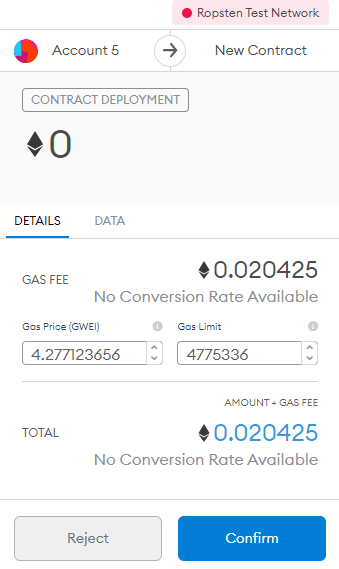 Ropsten Test Network
Account 5
New Contract
CONTRACT DEPLOYMENT
0
DETAILS
DATA
GAS FEE
0.020425
No Conversion Rate Available
Gas Price (GWEI)
Gas Limit
4.277123656
4775336
AMOUNT + GAS FEE
TOTAL
0.020425
No Conversion Rate Available
Reject
Confirm